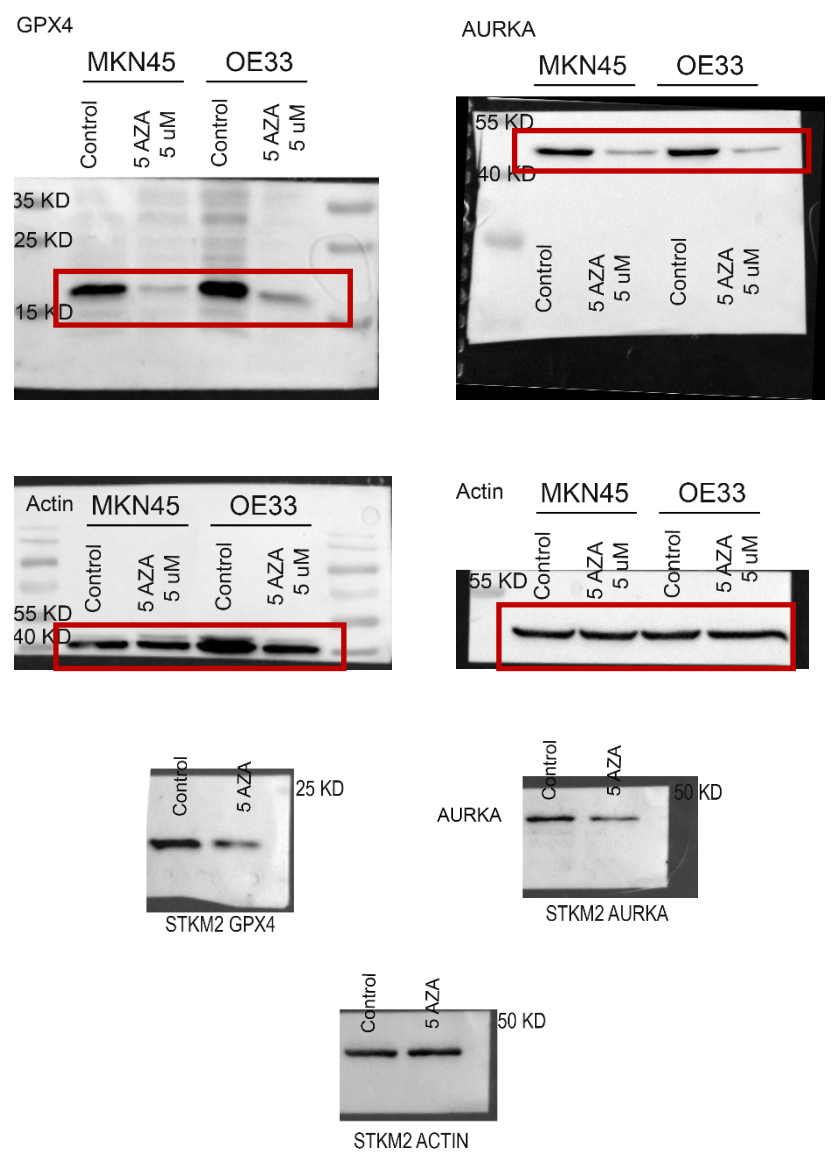 GPX4
MKN45 OE33
Control
5 AZA
5 uM
Control
5 AZA
5 uM
35 KD
25 KD
15 KD
AURKA
MKN45 OE33
55 KD
40 KD
Control
5 AZA
5 uM
Control
5 AZA
5 uM
Actin MKN45 OE33
Control
5 AZA
5 uM
Control
5 AZA
5 uM
55 KD
40 KD
Actin MKN45 OE33
Control
5 AZA
5 uM
Control
5 AZA
5 uM
55 KD
Control
5 AZA
25 KD
STKM2 GPX4
Control
5 AZA
50 KD
AURKA
STKM2 AURKA
Control
5 AZA
50 KD
STKM2 ACTIN